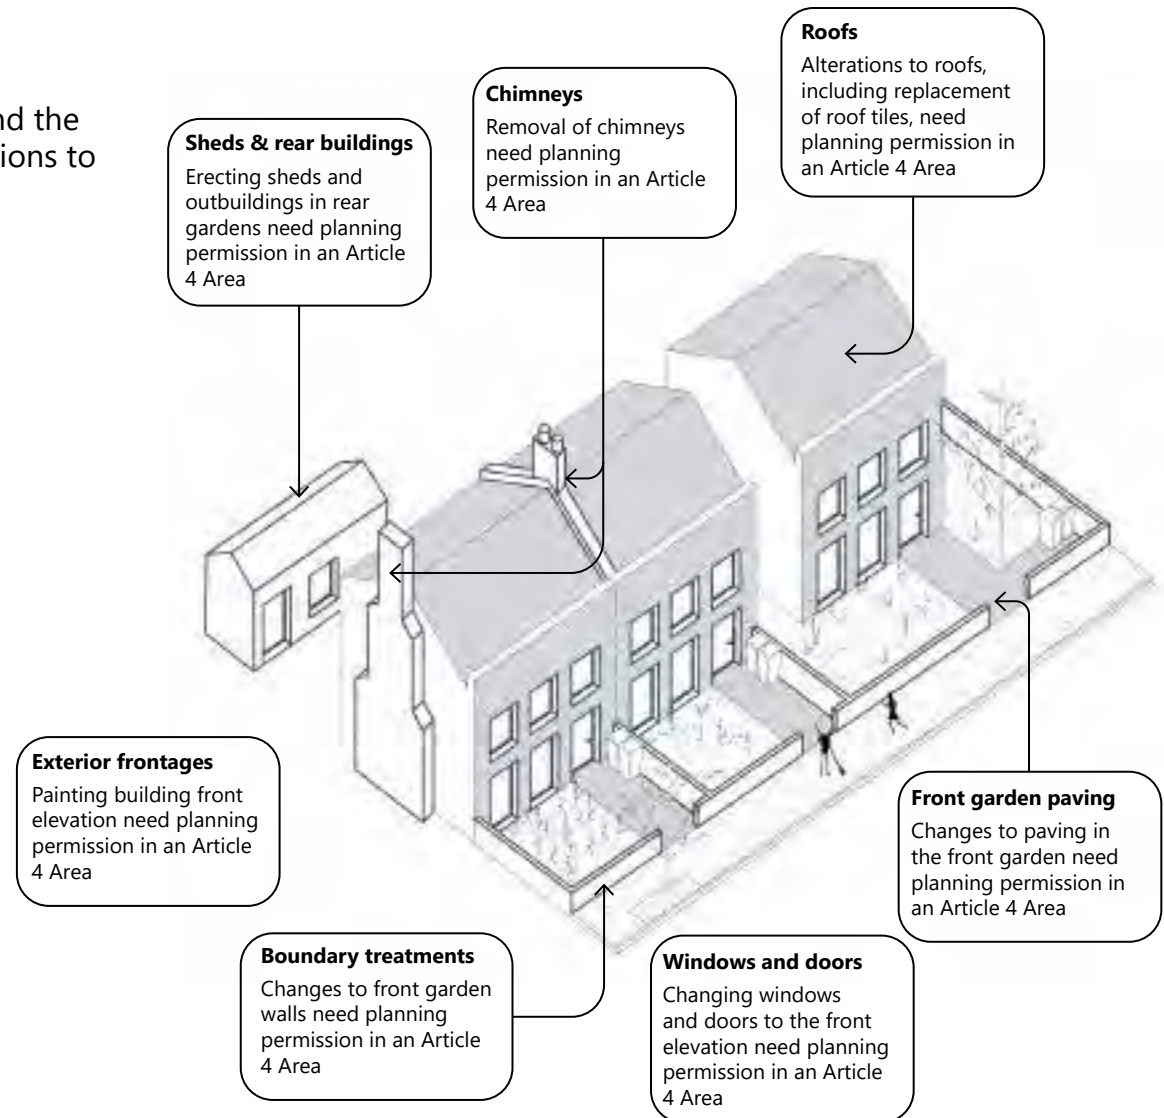 nd the
ions to
Sheds & rear buildings
Erecting sheds and
outbuildings in rear
gardens need planning
permission in an Article
4 Area
Chimneys
Removal of chimneys
need planning
permission in an Article
4 Area
Roofs
Alterations to roofs,
including replacement
of roof tiles, need
planning permission in
an Article 4 Area
Exterior frontages
Painting building front
elevation need planning
permission in an Article
4 Area
Boundary treatments
Changes to front garden
walls need planning
permission in an Article
4 Area
Windows and doors
Changing windows
and doors to the front
elevation need planning
permission in an Article
4 Area
Front garden paving
Changes to paving in
the front garden need
planning permission in
an Article 4 Area